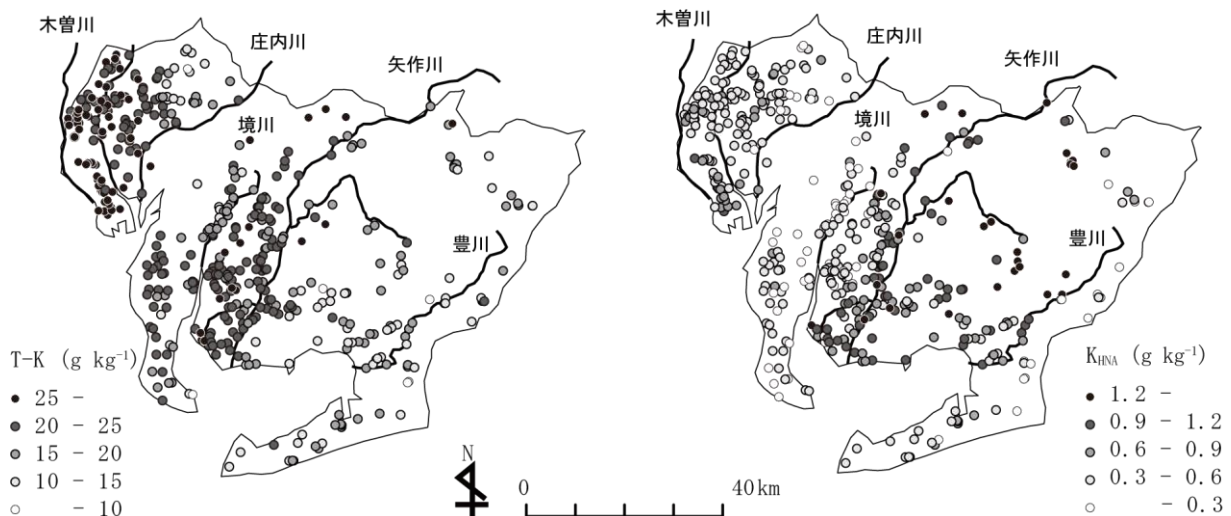 木曽川
庄内川
矢作川
境川
豊川
T-K (g kg⁻¹)
25 -
20 - 25
15 - 20
10 - 15
- 10
木曽川
庄内川
矢作川
境川
豊川
K_HNA (g kg⁻¹)
1.2 -
0.9 - 1.2
0.6 - 0.9
0.3 - 0.6
- 0.3
N
0 40km